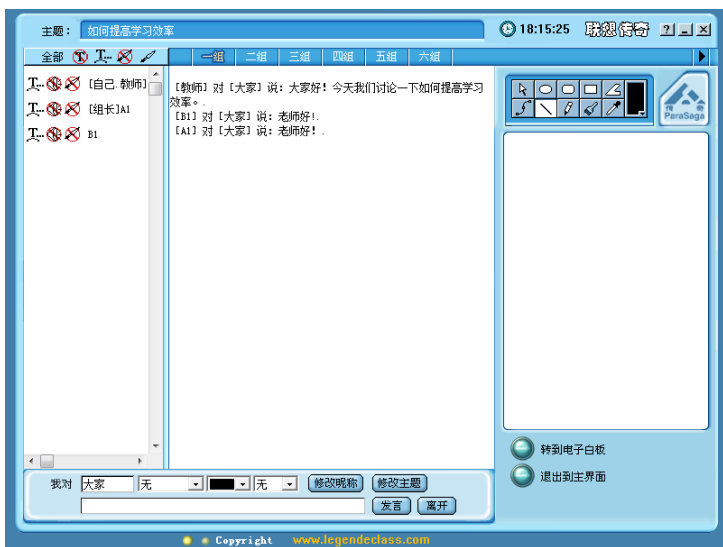 主题: 如何提高学习效率
18:15:25 联想传奇
全部
一组 二组 三组 四组 五组 六组
[自己.教师]
[组长]A1
B1
[教师] 对 [大家] 说: 大家好! 今天我们讨论一下如何提高学习
效率。.
[B1] 对 [大家] 说: 老师好!.
[A1] 对 [大家] 说: 老师好! .
传奇
ParaSaga
转到电子白板
退出到主界面
我对 大家 无 无 修改昵称 修改主题
发言 离开
Copyright www.legendeclass.com